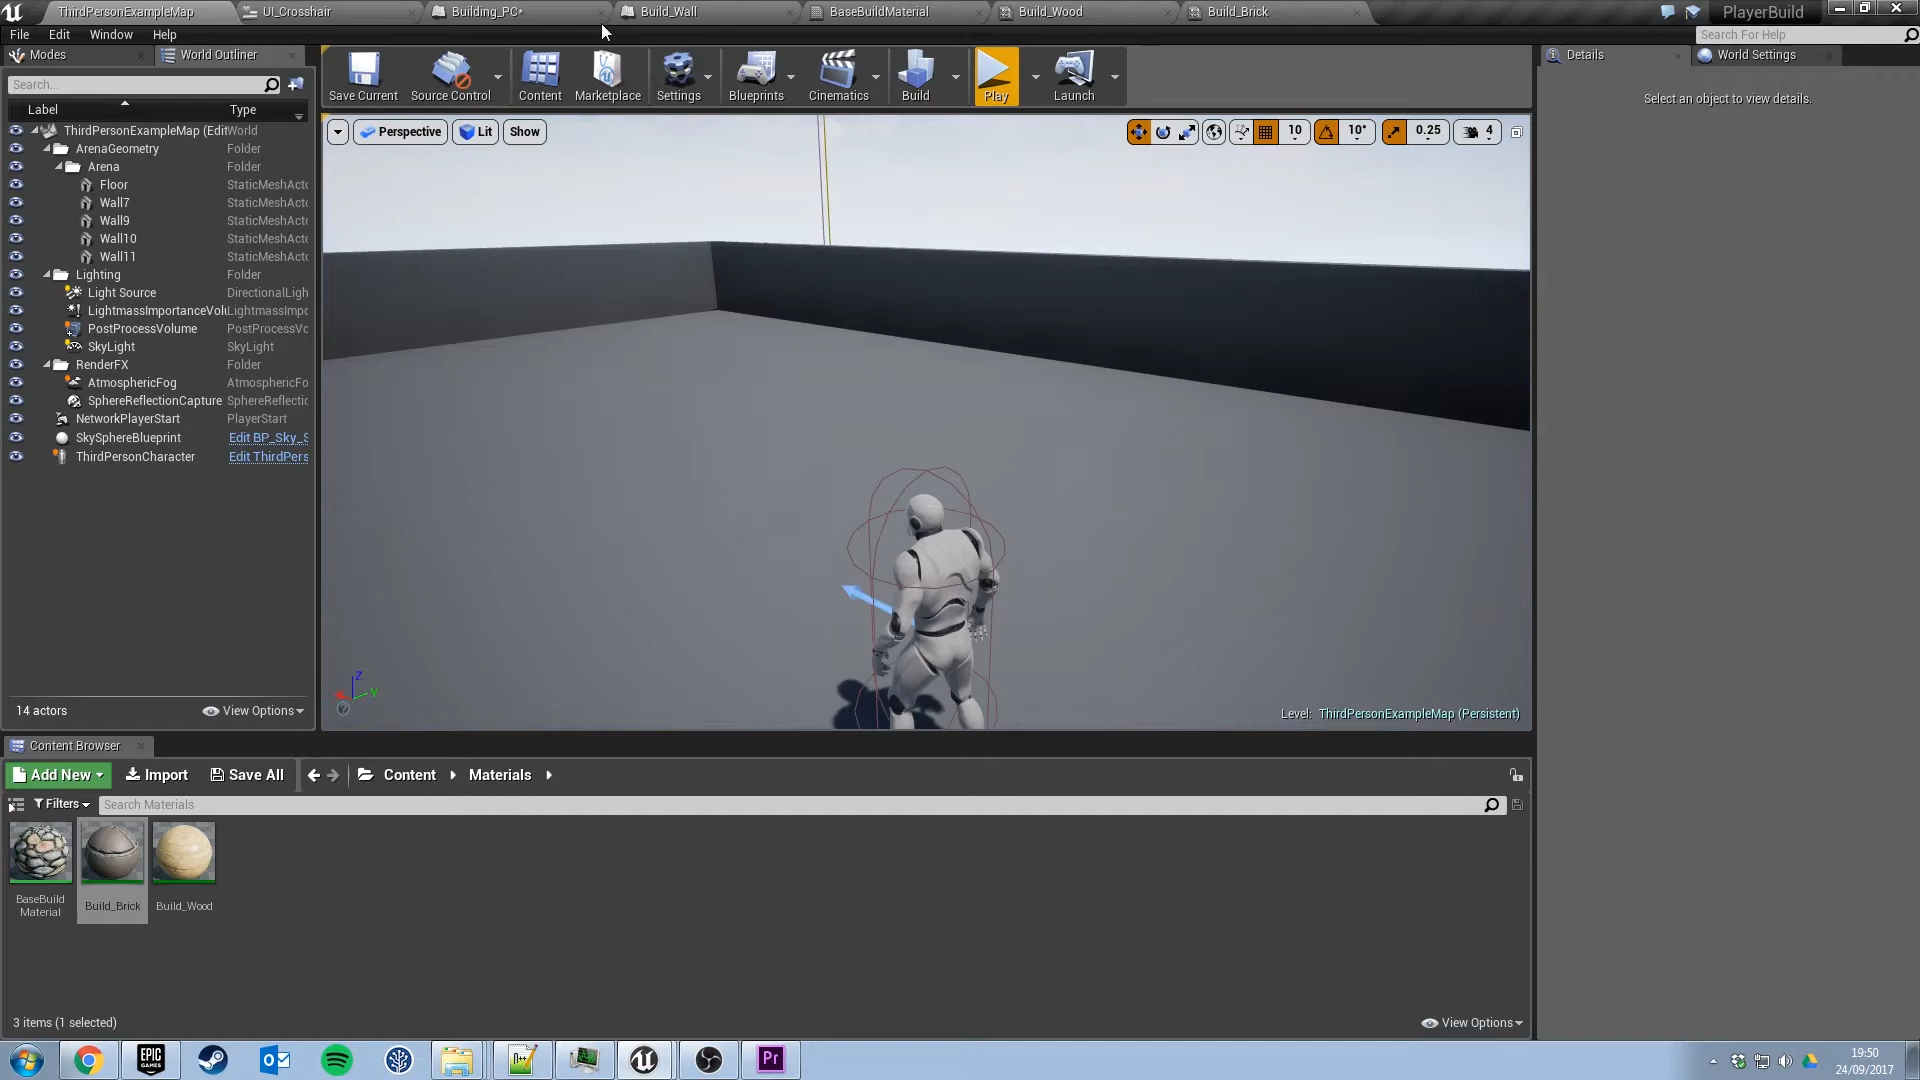 ThirdPersonExampleMap UI_Crosshair Building_PC* Build_Wall BaseBuildMaterial Build_Wood Build_Brick PlayerBuild
File Edit Window Help Search For Help
Modes World Outliner
Search...
Label Type
ThirdPersonExampleMap (Edit World
ArenaGeometry Folder
Arena Folder
Floor StaticMeshActo
Wall7 StaticMeshActo
Wall9 StaticMeshActo
Wall10 StaticMeshActo
Wall11 StaticMeshActo
Lighting Folder
Light Source DirectionalLigh
LightmassImportanceVolu LightmassImpo
PostProcessVolume PostProcessVo
SkyLight SkyLight
RenderFX Folder
AtmosphericFog AtmosphericFo
SphereReflectionCapture SphereReflectio
NetworkPlayerStart PlayerStart
SkySphereBlueprint Edit BP_Sky_S
ThirdPersonCharacter Edit ThirdPers
14 actors View Options
Save Current Source Control Content Marketplace Settings Blueprints Cinematics Build Play Launch
Perspective Lit Show 10 10° 0.25 4
Z
Y
Level: ThirdPersonExampleMap (Persistent)
Details World Settings
Select an object to view details.
Content Browser
Add New Import Save All Content Materials
Filters Search Materials
BaseBuild
Material
Build_Brick
Build_Wood
3 items (1 selected) View Options
EPIC
GAMES
Pr
19:50
24/09/2017